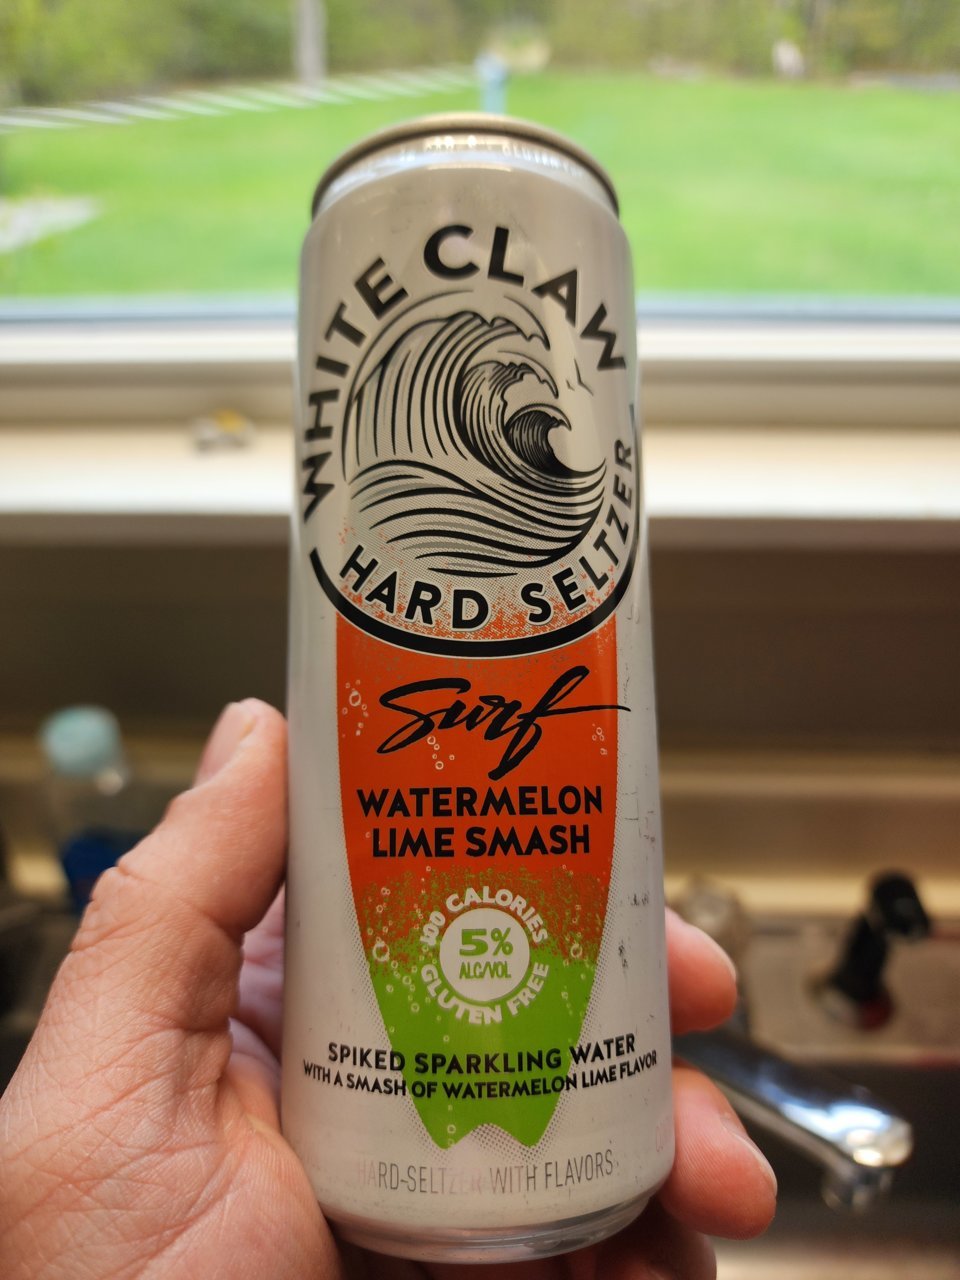 WHITE CLAW
HARD SELTZER
Surf
WATERMELON
LIME SMASH
100 CALORIES
5%
ALC/VOL
GLUTEN FREE
SPIKED SPARKLING WATER
WITH A SMASH OF WATERMELON LIME FLAVOR
HARD-SELTZER WITH FLAVORS